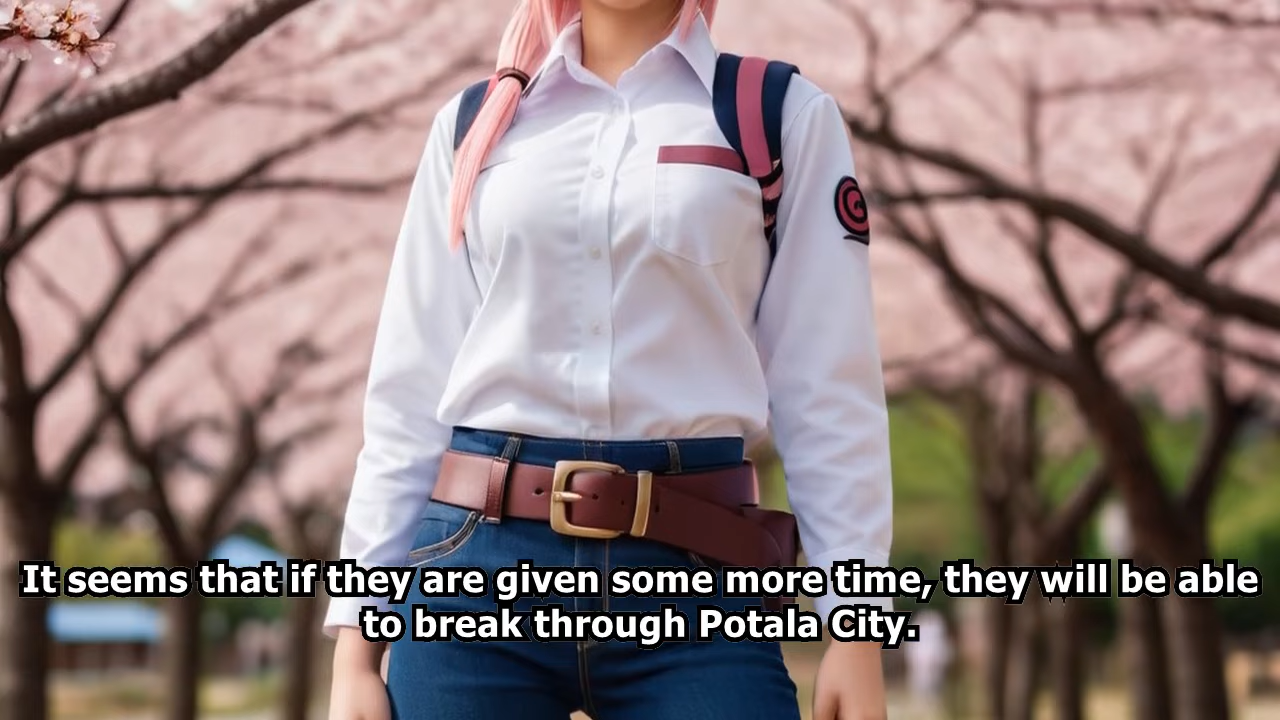 It seems that if they are given some more time, they will be able
to break through Potala City.